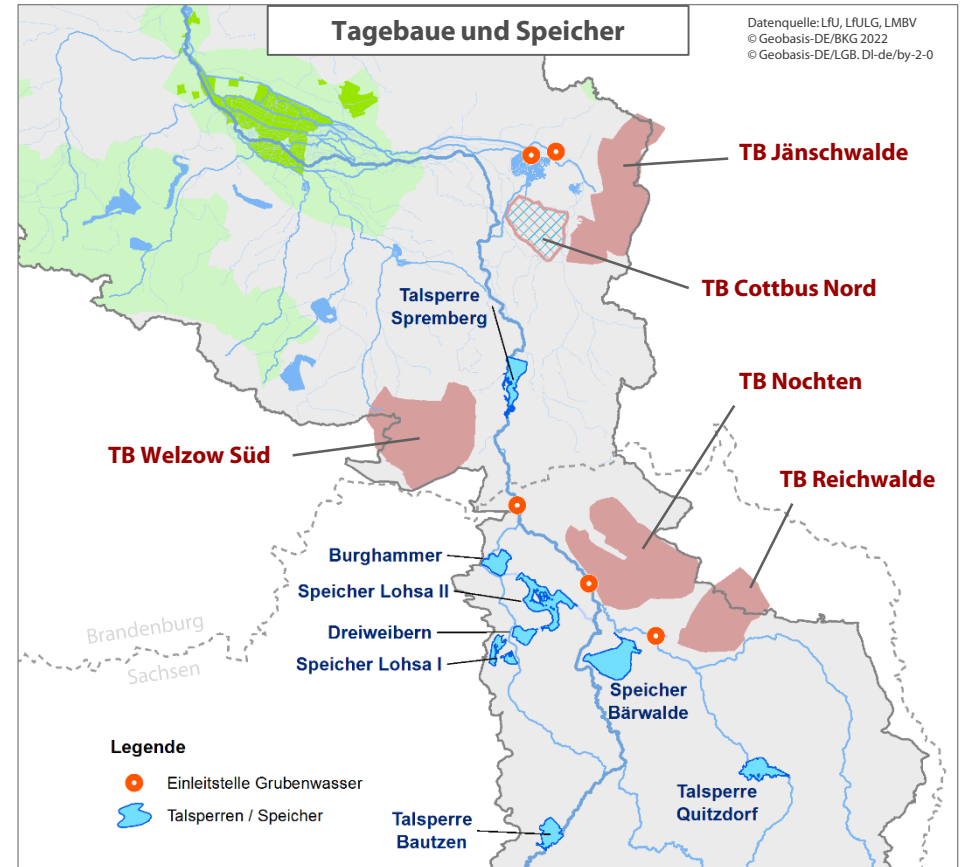 Tagebaue und Speicher
Datenquelle: LfU, LfULG, LMBV
© Geobasis-DE/BKG 2022
© Geobasis-DE/LGB. Dl-de/by-2-0
TB Jänschwalde
TB Cottbus Nord
Talsperre
Spremberg
TB Nochten
TB Welzow Süd
TB Reichwalde
Burghammer
Speicher Lohsa II
Dreiweibern
Speicher Lohsa I
Brandenburg
Sachsen
Speicher
Bärwalde
Legende
Einleitstelle Grubenwasser
Talsperren / Speicher
Talsperre
Quitzdorf
Talsperre
Bautzen